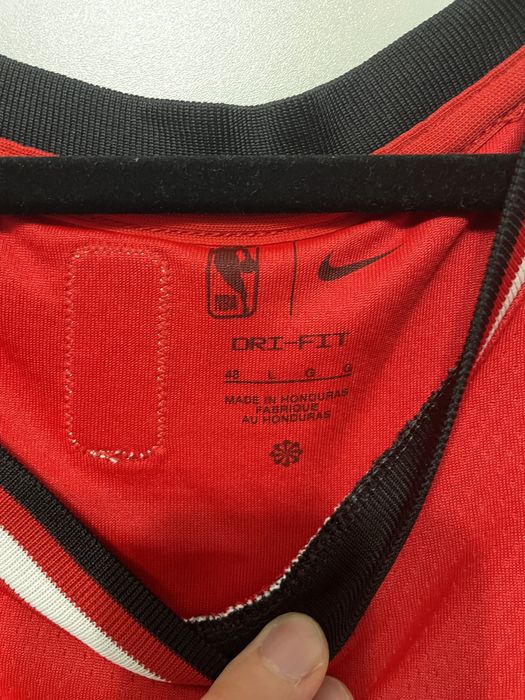 NBA
DRI-FIT
48 L G G
MADE IN HONDURAS
FABRIQUE
AU HONDURAS